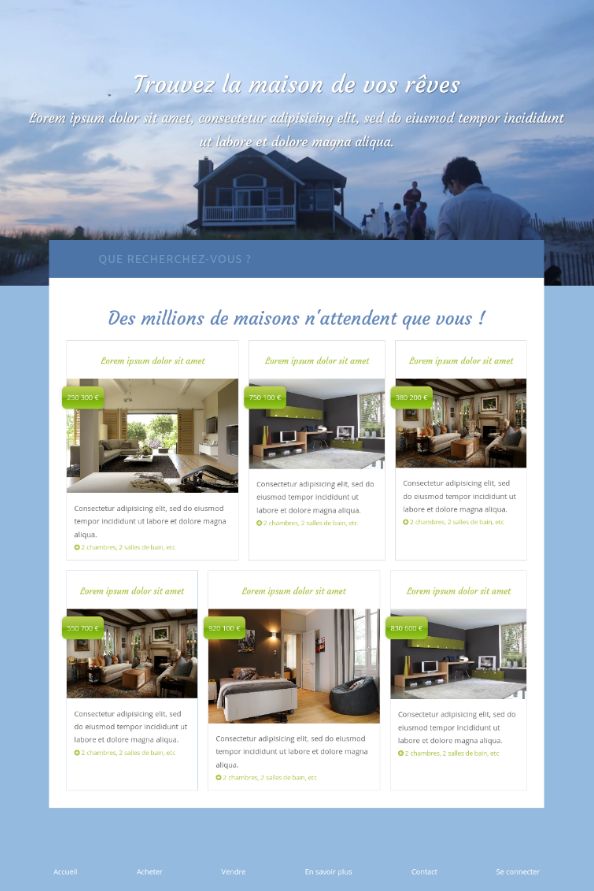 Trouvez la maison de vos rêves
Lorem ipsum dolor sit amet, consectetur adipisicing elit, sed do eiusmod tempor incididunt
ut labore et dolore magna aliqua.
QUE RECHERCHEZ-VOUS ?
Des millions de maisons n'attendent que vous !
Lorem ipsum dolor sit amet
250 300 €
Consectetur adipisicing elit, sed do eiusmod
tempor incididunt ut labore et dolore magna
aliqua.
2 chambres, 2 salles de bain, etc
Lorem ipsum dolor sit amet
750 100 €
Consectetur adipisicing elit, sed do
eiusmod tempor incididunt ut
labore et dolore magna aliqua.
2 chambres, 2 salles de bain, etc
Lorem ipsum dolor sit amet
380 200 €
Consectetur adipisicing elit, sed
do eiusmod tempor incididunt ut
labore et dolore magna aliqua.
2 chambres, 2 salles de bain, etc
Lorem ipsum dolor sit amet
550 700 €
Consectetur adipisicing elit, sed
do eiusmod tempor incididunt ut
labore et dolore magna aliqua.
2 chambres, 2 salles de bain, etc
Lorem ipsum dolor sit amet
920 100 €
Consectetur adipisicing elit, sed do eiusmod
tempor incididunt ut labore et dolore magna
aliqua.
2 chambres, 2 salles de bain, etc
Lorem ipsum dolor sit amet
830 600 €
Consectetur adipisicing elit, sed do
eiusmod tempor incididunt ut
labore et dolore magna aliqua.
2 chambres, 2 salles de bain, etc
Accueil
Acheter
Vendre
En savoir plus
Contact
Se connecter